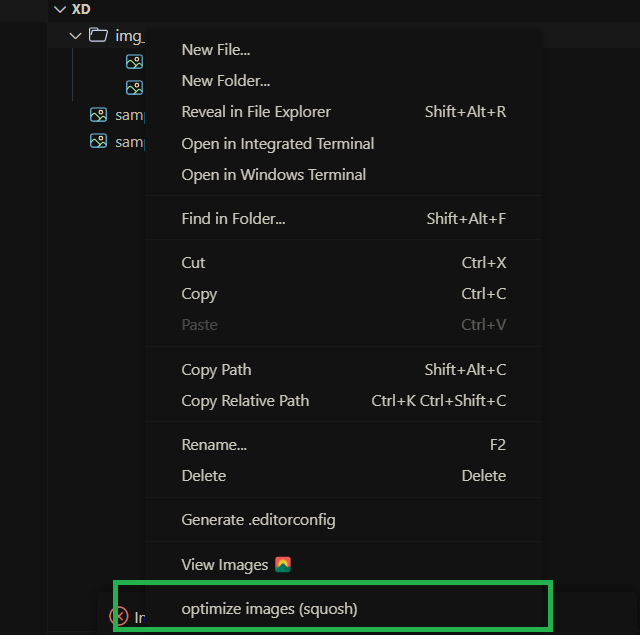 XD
img_
samp
samp
New File...
New Folder...
Reveal in File Explorer Shift+Alt+R
Open in Integrated Terminal
Open in Windows Terminal
Find in Folder... Shift+Alt+F
Cut Ctrl+X
Copy Ctrl+C
Paste Ctrl+V
Copy Path Shift+Alt+C
Copy Relative Path Ctrl+K Ctrl+Shift+C
Rename... F2
Delete Delete
Generate .editorconfig
View Images
optimize images (squosh)
In